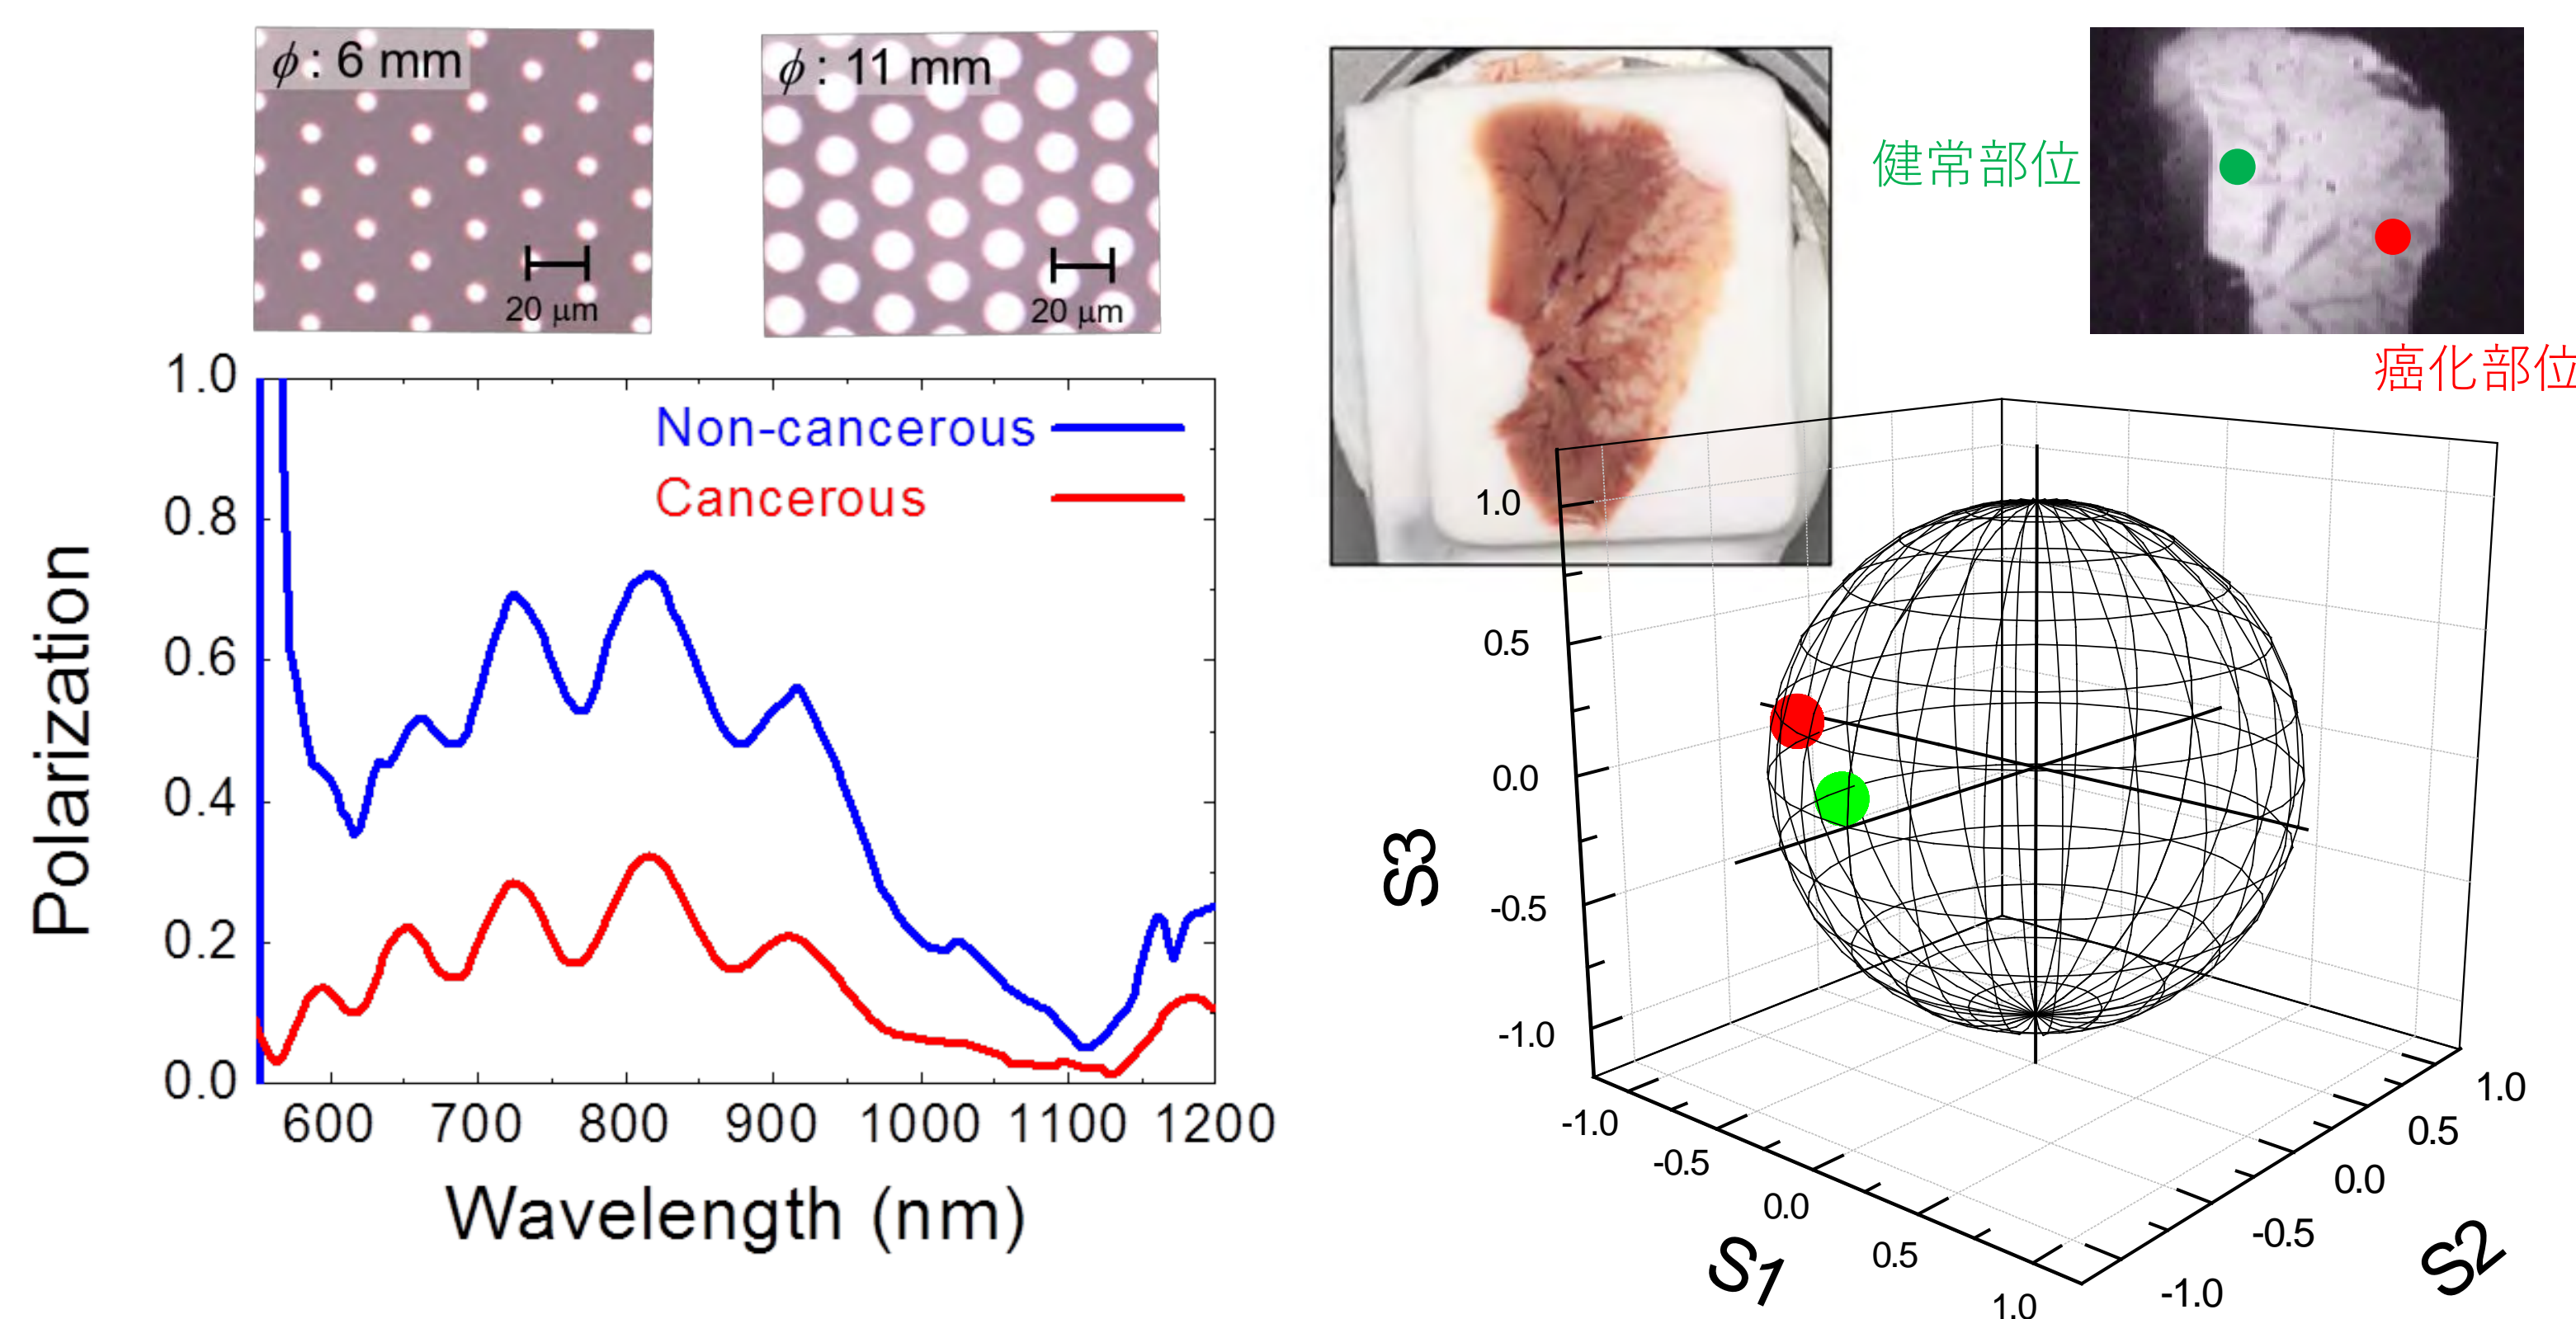 ϕ : 6 mm
20 μm
ϕ : 11 mm
20 μm
健常部位
癌化部位
Non-cancerous
Cancerous
Polarization
1.0
0.8
0.6
0.4
0.2
0.0
600 700 800 900 1000 1100 1200
Wavelength (nm)
S3
1.0
0.5
0.0
-0.5
-1.0
-1.0
-0.5
0.0
0.5
1.0
S1
-1.0
-0.5
0.0
0.5
1.0
S2